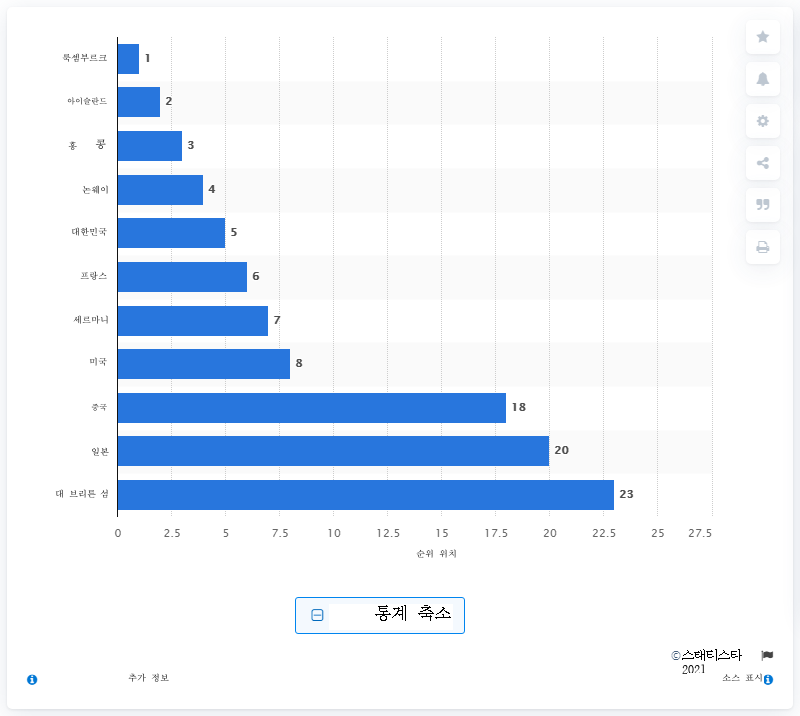 룩셈부르크 1
아이슬란드 2
홍 콩 3
논웨이 4
대한민국 5
프랑스 6
쎄르마니 7
미국 8
중국 18
일본 20
대 브리튼 섬 23
0 2.5 5 7.5 10 12.5 15 17.5 20 22.5 25 27.5
순위 위치
통계 축소
©스태티스타
2021
추가 정보 소스 표시